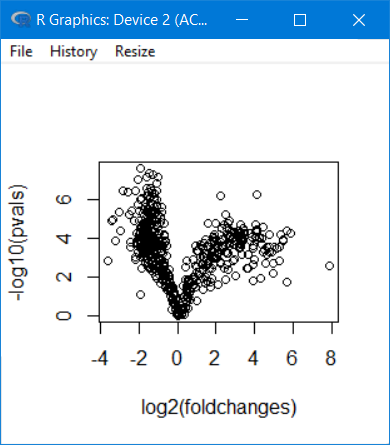 R Graphics: Device 2 (AC...
File History Resize
-log10(pvals)
6
4
2
0
-4 -2 0 2 4 6 8
log2(foldchanges)